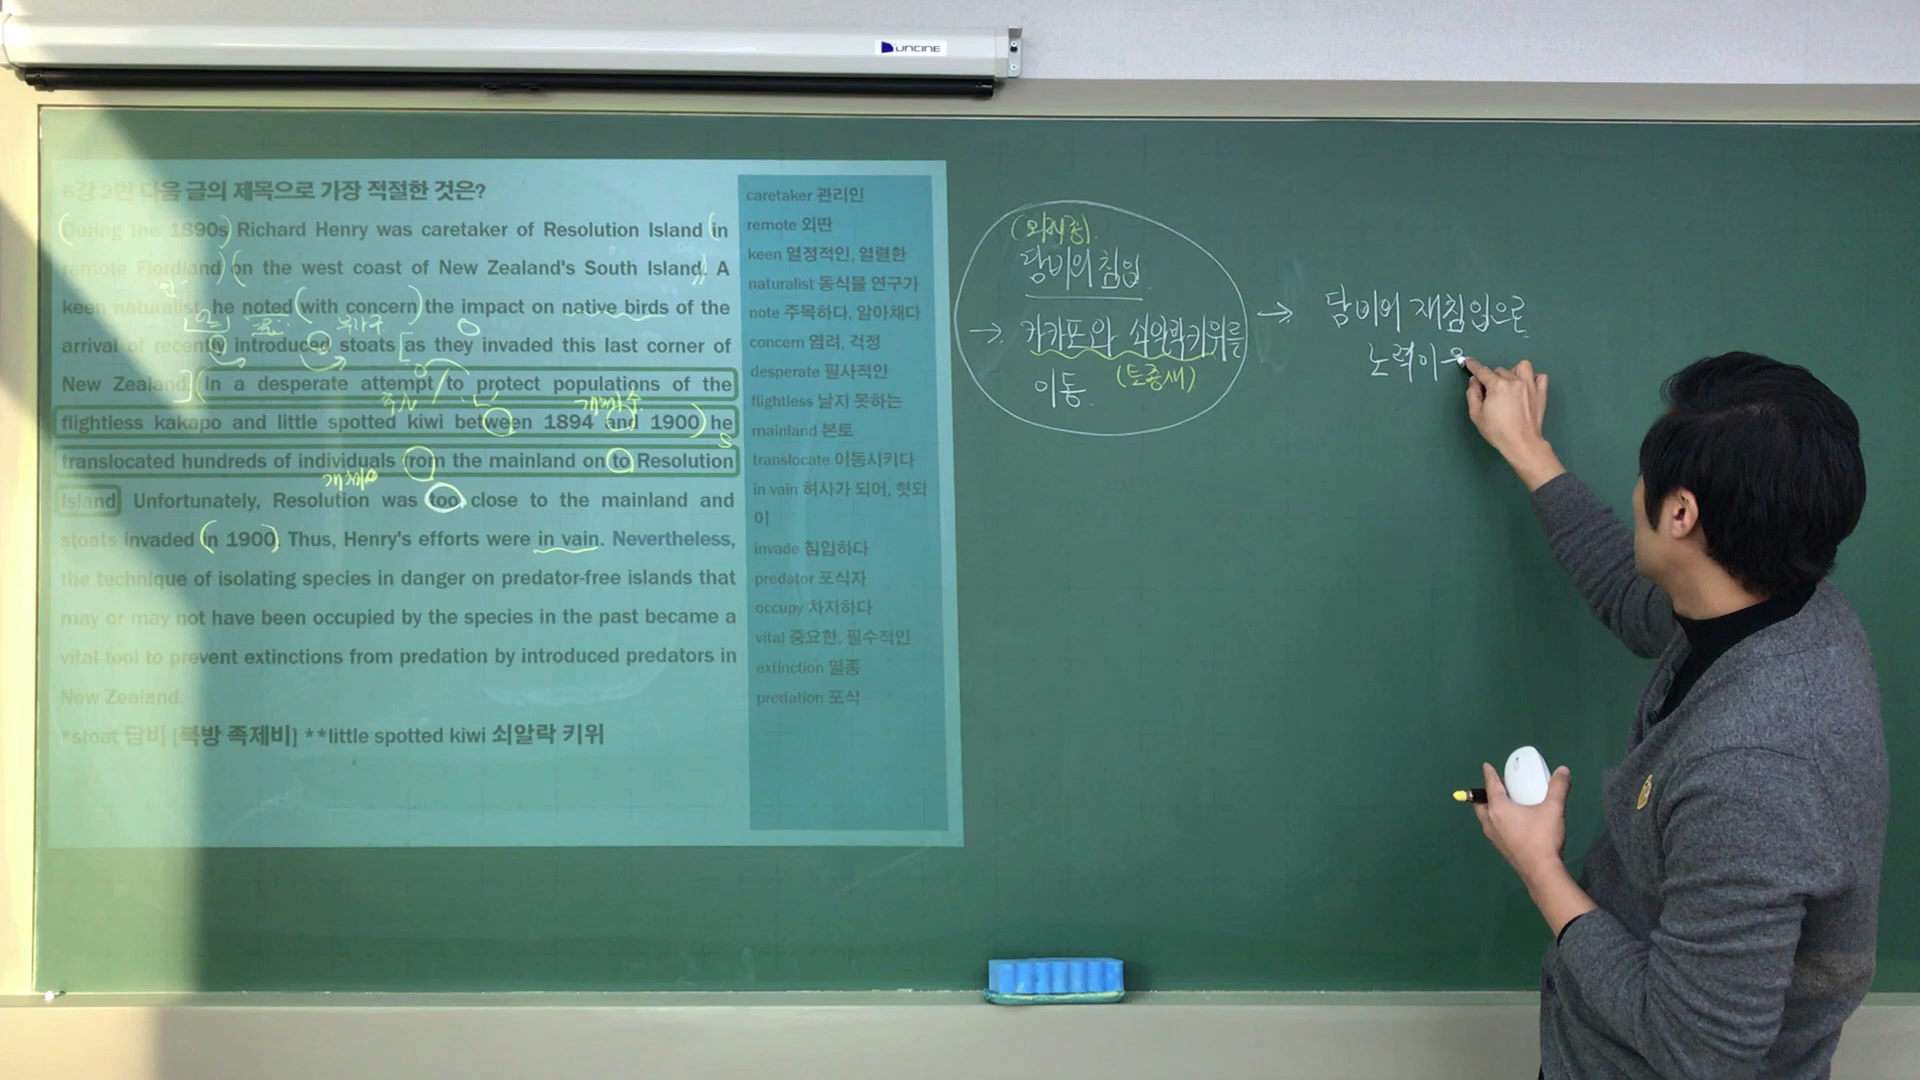 UNCINE
6강 2번 다음 글의 제목으로 가장 적절한 것은?
During the 1890s Richard Henry was caretaker of Resolution Island in
remote Fiordland on the west coast of New Zealand's South Island. A
keen naturalist, he noted with concern the impact on native birds of the
arrival of recently introduced stoats as they invaded this last corner of
New Zealand. In a desperate attempt to protect populations of the
flightless kakapo and little spotted kiwi between 1894 and 1900 he
translocated hundreds of individuals from the mainland on to Resolution
Island Unfortunately, Resolution was too close to the mainland and
stoats invaded in 1900. Thus, Henry's efforts were in vain. Nevertheless,
the technique of isolating species in danger on predator-free islands that
may or may not have been occupied by the species in the past became a
vital tool to prevent extinctions from predation by introduced predators in
New Zealand.
*stoat 담비 [북방 족제비] **little spotted kiwi 쇠알락 키위
개체수
개체
caretaker 관리인
remote 외딴
keen 열정적인, 열렬한
naturalist 동식물 연구가
note 주목하다, 알아채다
concern 염려, 걱정
desperate 필사적인
flightless 날지 못하는
mainland 본토
translocate 이동시키다
in vain 허사가 되어, 헛되
이
invade 침입하다
predator 포식자
occupy 차지하다
vital 중요한, 필수적인
extinction 멸종
predation 포식
(외래종).
담비의 침입
→ 카카포와 쇠알락키위를
이동.
(토종새)
→ 담비의 재침입으로
노력이